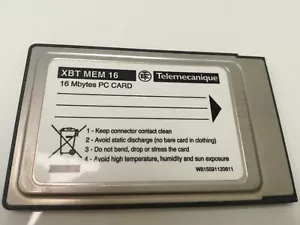 XBT MEM 16
Telemecanique
16 Mbytes PC CARD
1 - Keep connector contact clean
2 - Avoid static discharge (no bare card in clothing)
3 - Do not bend, drop or stress the card
4 - Avoid high temperature, humidity and sun exposure
W815591120611